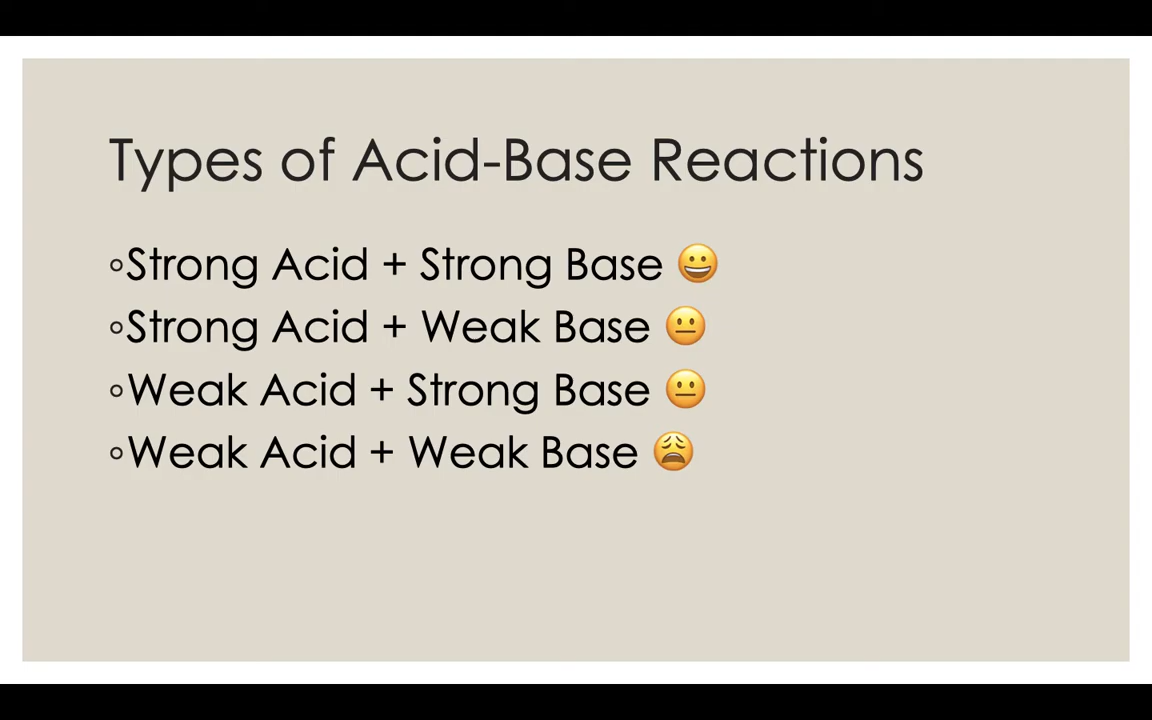 Types of Acid-Base Reactions
◦Strong Acid + Strong Base 😀
◦Strong Acid + Weak Base 😐
◦Weak Acid + Strong Base 😐
◦Weak Acid + Weak Base 😩